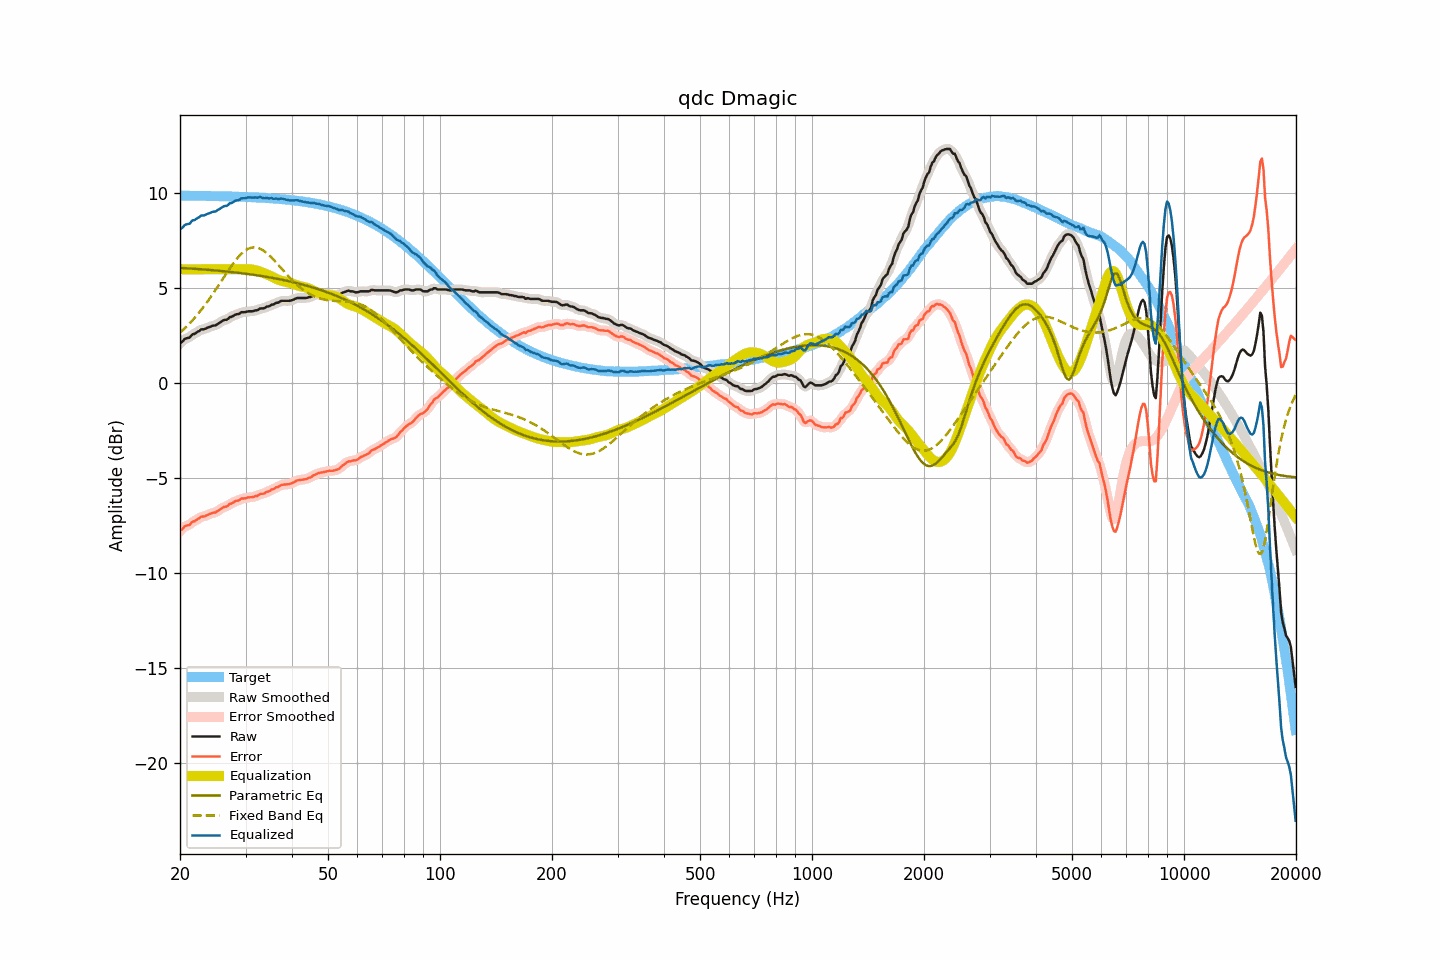 qdc Dmagic
Amplitude (dBr)
10
5
0
−5
−10
−15
−20
Target
Raw Smoothed
Error Smoothed
Raw
Error
Equalization
Parametric Eq
Fixed Band Eq
Equalized
20 50 100 200 500 1000 2000 5000 10000 20000
Frequency (Hz)